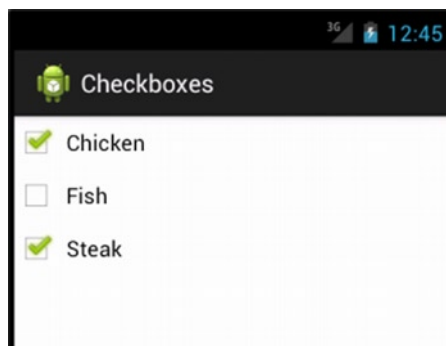 3G 12:45
Checkboxes
Chicken
Fish
Steak